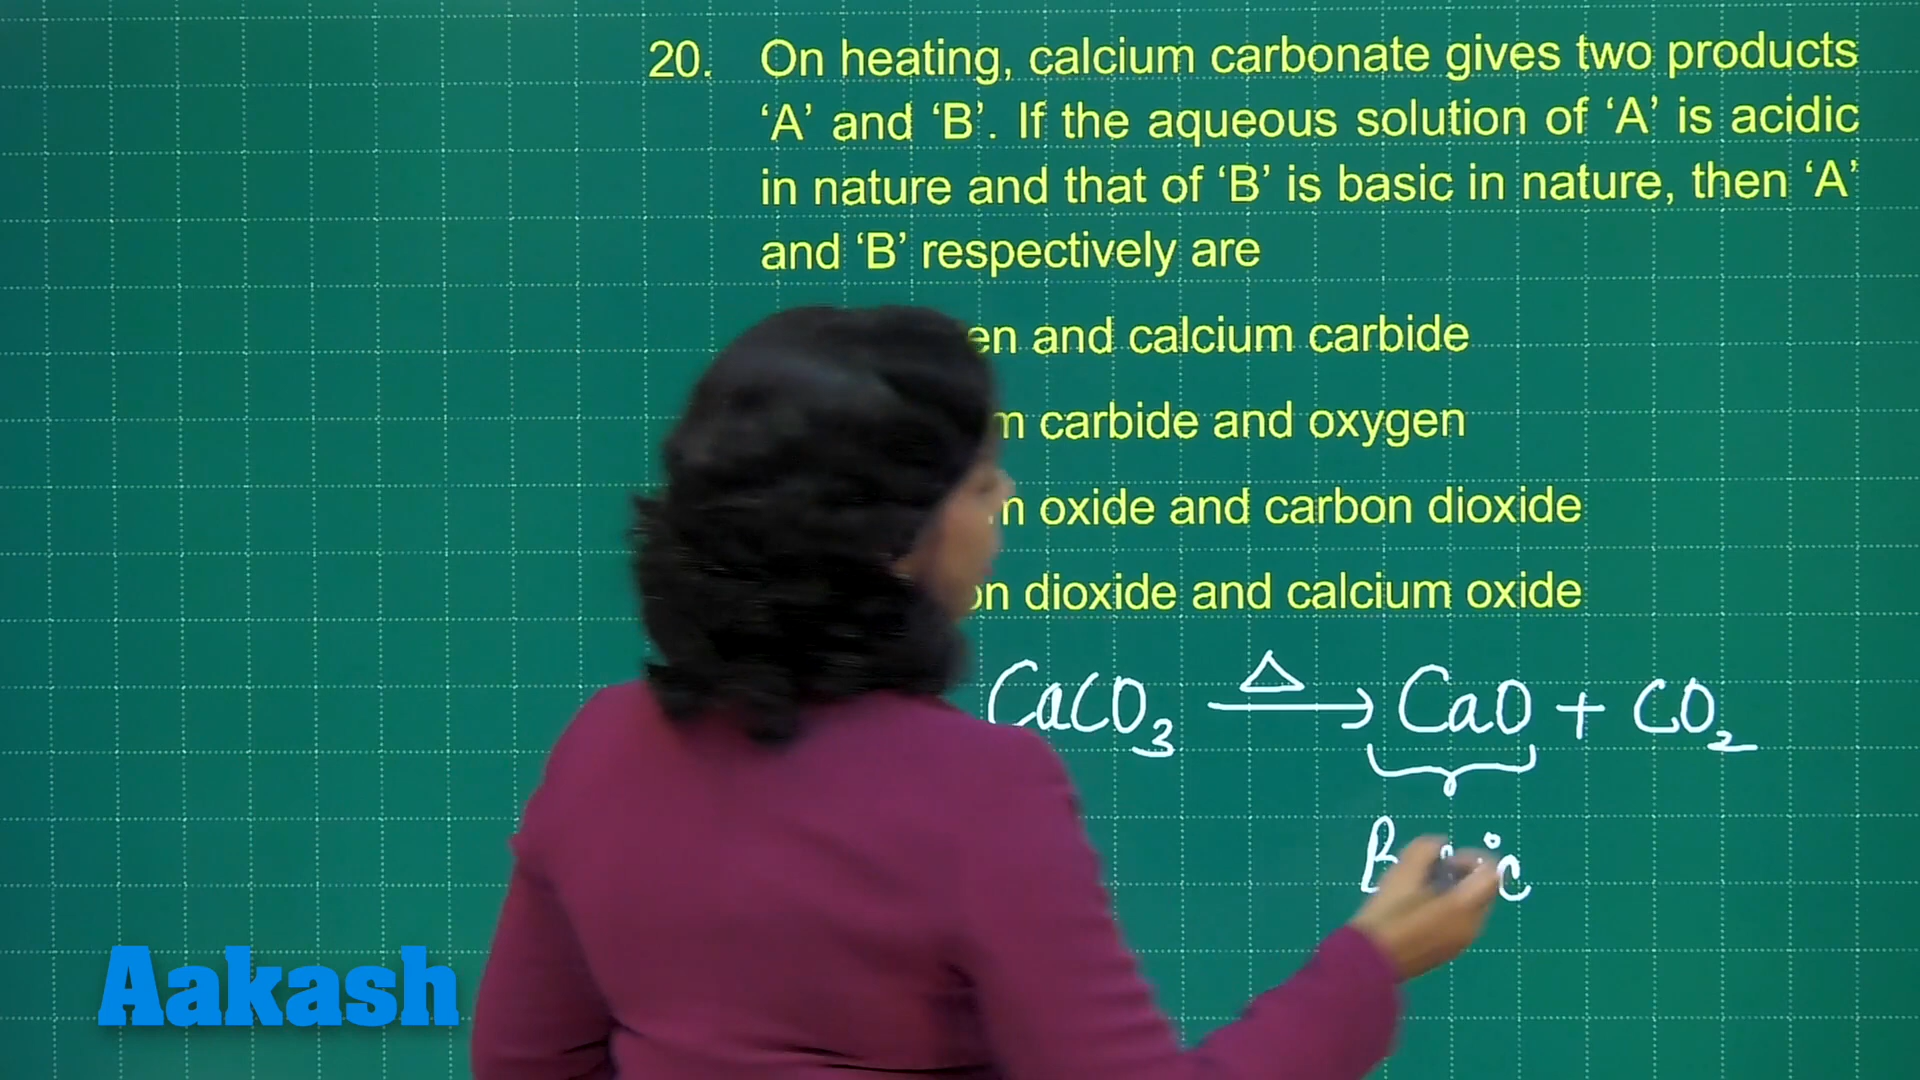 20. On heating, calcium carbonate gives two products
‘A’ and ‘B’. If the aqueous solution of ‘A’ is acidic
in nature and that of ‘B’ is basic in nature, then ‘A’
and ‘B’ respectively are
and calcium carbide
carbide and oxygen
oxide and carbon dioxide
dioxide and calcium oxide
CaCO₃ —Δ→ CaO + CO₂
Aakash